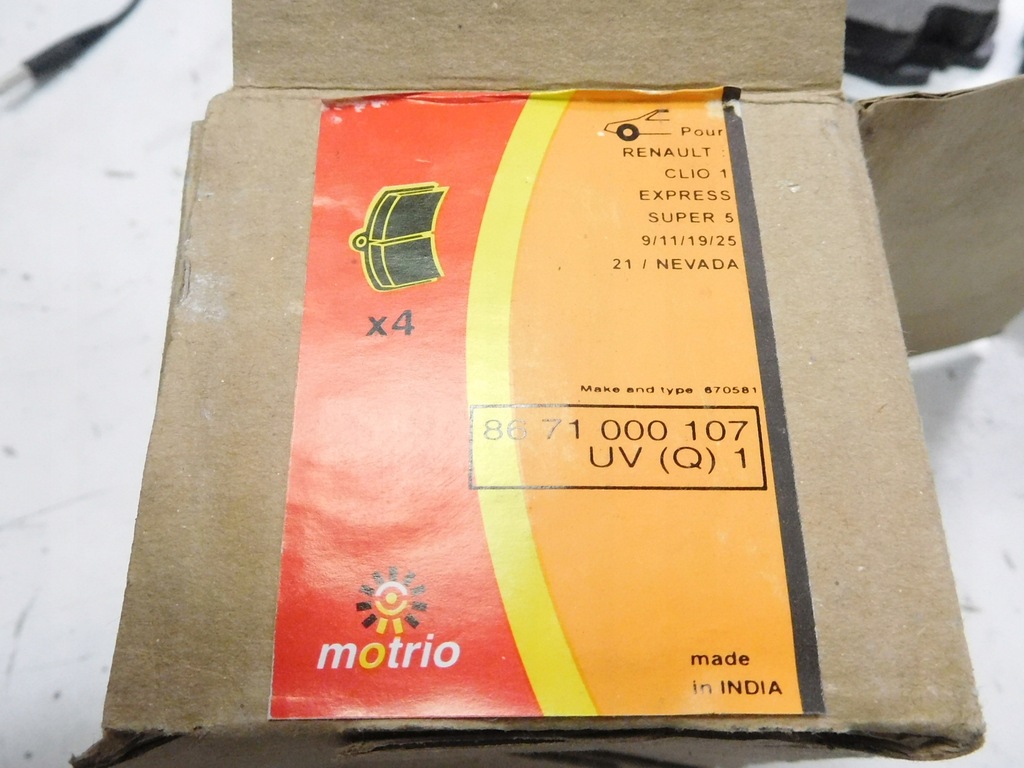 Pour
RENAULT :
CLIO 1
EXPRESS
SUPER 5
9/11/19/25
21 / NEVADA
x4
Make and type 670581
86 71 000 107
UV (Q) 1
motrio
made
in INDIA